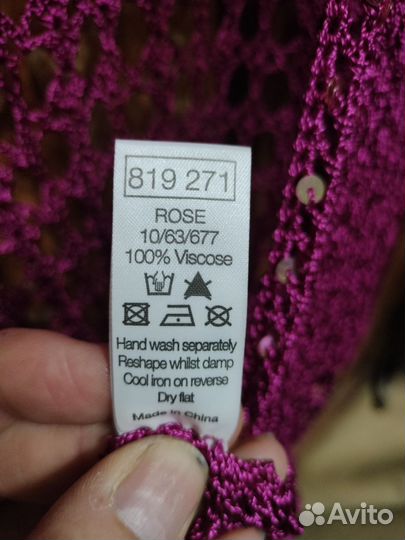 819 271
ROSE
10/63/677
100% Viscose
Hand wash separately
Reshape whilst damp
Cool iron on reverse
Dry flat
Made in China
Avito